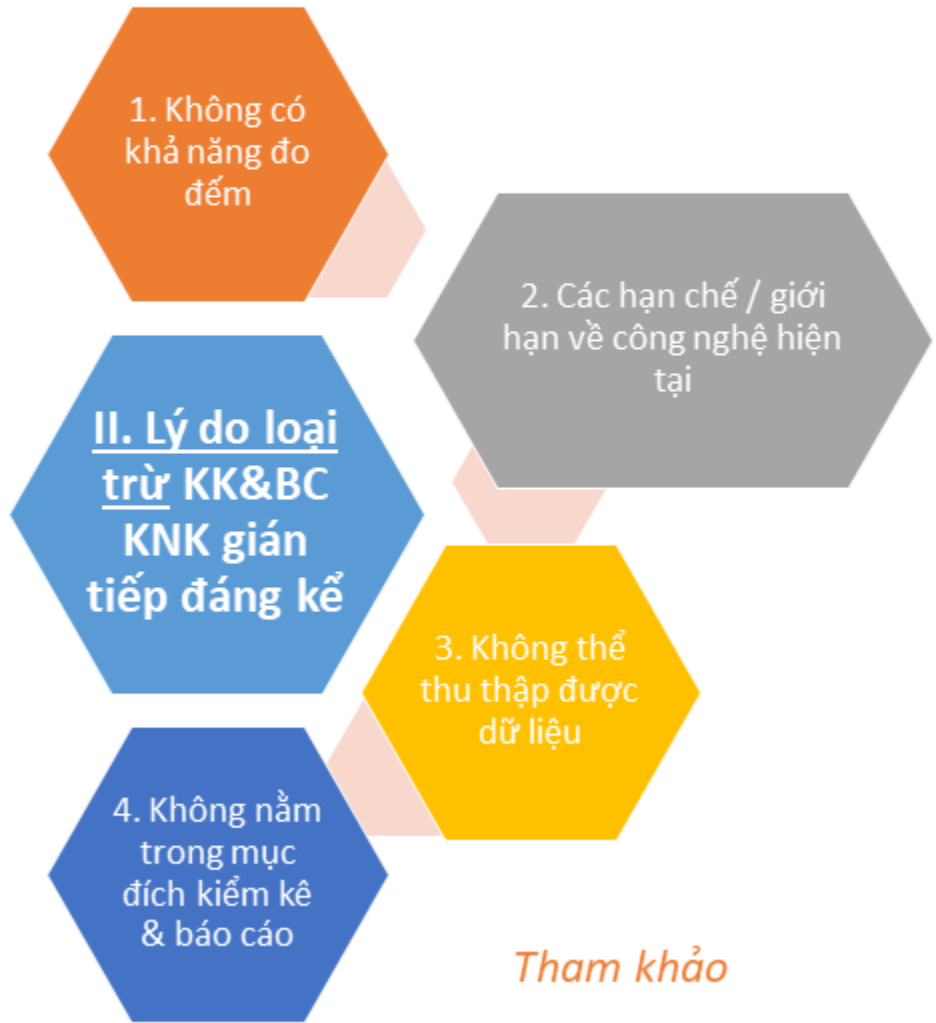 1. Không có
khả năng đo
đếm
2. Các hạn chế / giới
hạn về công nghệ hiện
tại
II. Lý do loại
trừ KK&BC
KNK gián
tiếp đáng kể
3. Không thể
thu thập được
dữ liệu
4. Không nằm
trong mục
đích kiểm kê
& báo cáo
Tham khảo